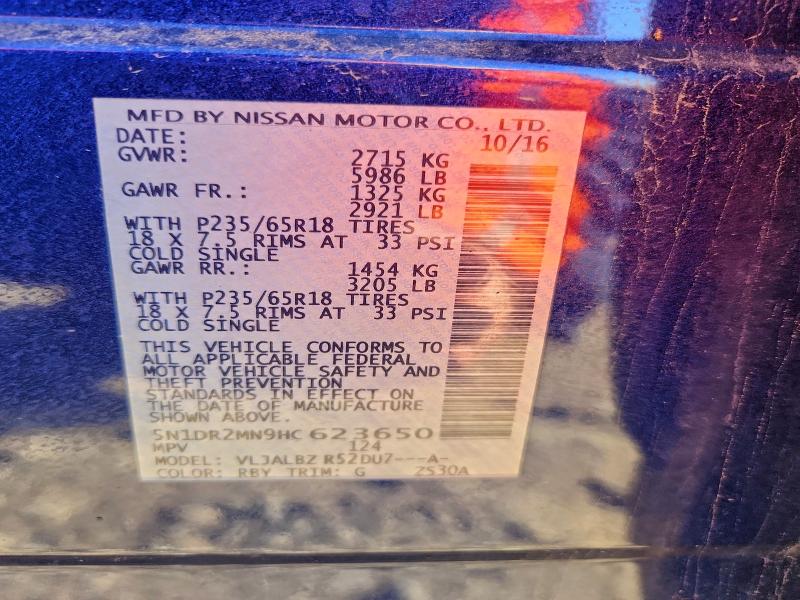 MFD BY NISSAN MOTOR CO., LTD.
DATE: 10/16
GVWR: 2715 KG
5986 LB
GAWR FR.: 1325 KG
2921 LB
WITH P235/65R18 TIRES
18 X 7.5 RIMS AT 33 PSI
COLD SINGLE
GAWR RR.: 1454 KG
3205 LB
WITH P235/65R18 TIRES
18 X 7.5 RIMS AT 33 PSI
COLD SINGLE
THIS VEHICLE CONFORMS TO
ALL APPLICABLE FEDERAL
MOTOR VEHICLE SAFETY AND
THEFT PREVENTION
STANDARDS IN EFFECT ON
THE DATE OF MANUFACTURE
SHOWN ABOVE.
5N1DR2MN9HC 623650
MPV 124
MODEL: VLJALBZ R52DU7---A-
COLOR: RBY TRIM: G ZS30A